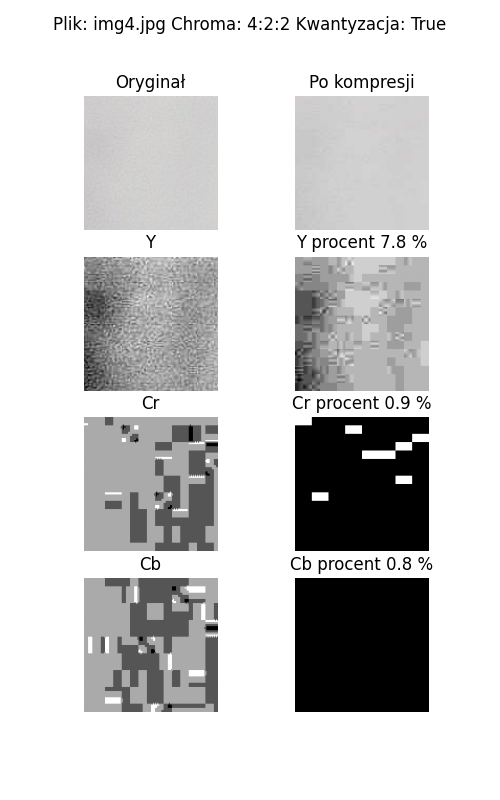 Plik: img4.jpg Chroma: 4:2:2 Kwantyzacja: True
Oryginał
Po kompresji
Y
Y procent 7.8 %
Cr
Cr procent 0.9 %
Cb
Cb procent 0.8 %